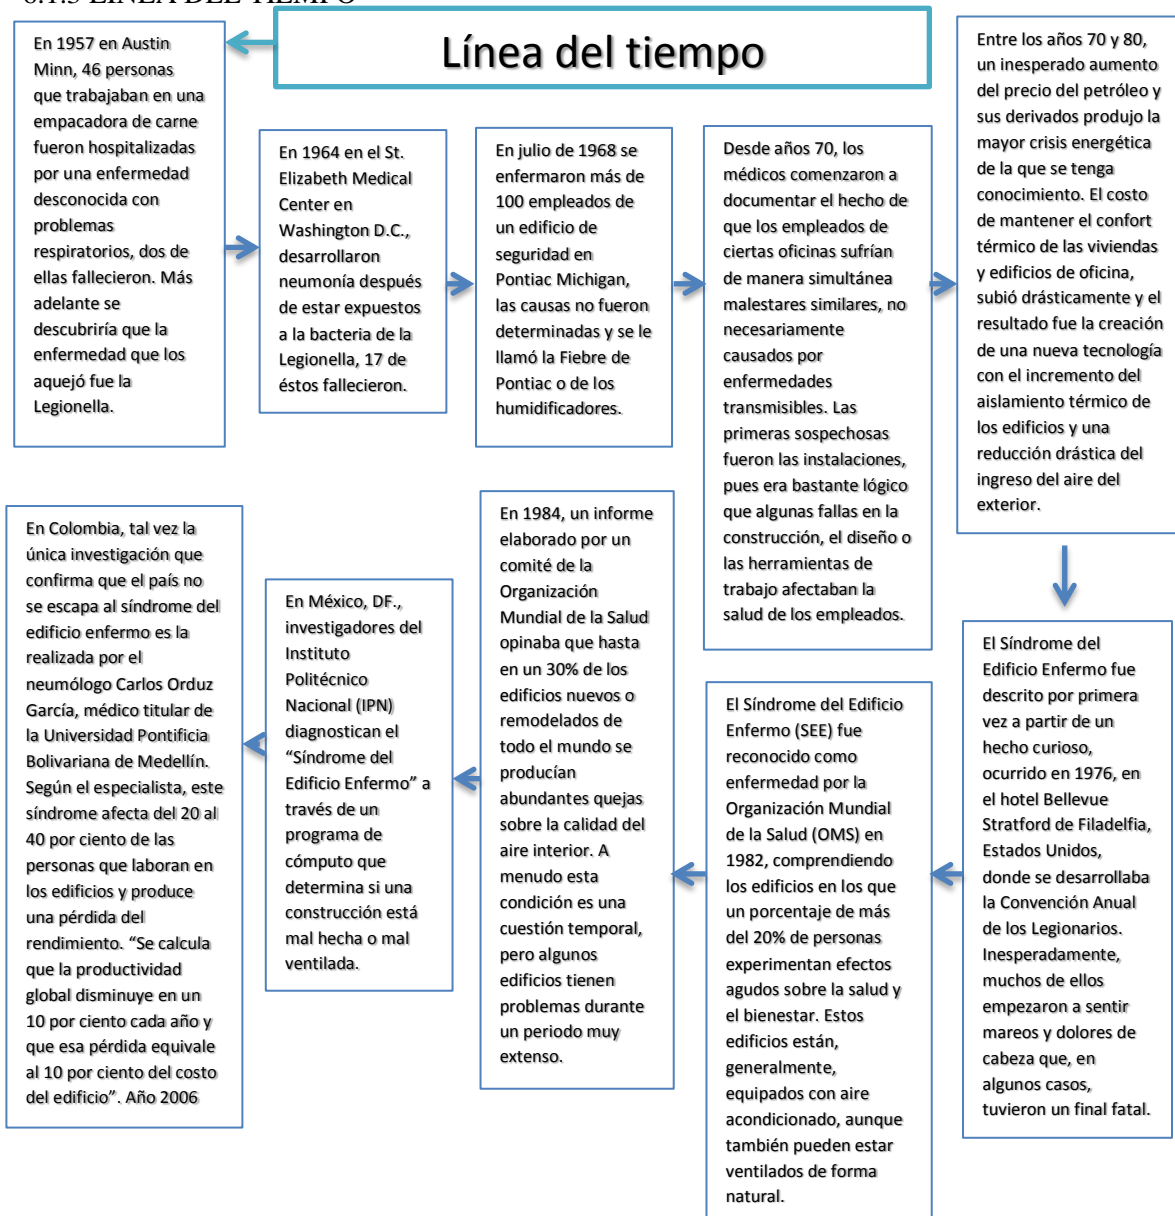 6.1.3 LÍNEA DEL TIEMPO
Línea del tiempo
En 1957 en Austin
Minn, 46 personas
que trabajaban en una
empacadora de carne
fueron hospitalizadas
por una enfermedad
desconocida con
problemas
respiratorios, dos de
ellas fallecieron. Más
adelante se
descubriría que la
enfermedad que los
aquejó fue la
Legionella.
En 1964 en el St.
Elizabeth Medical
Center en
Washington D.C.,
desarrollaron
neumonía después
de estar expuestos
a la bacteria de la
Legionella, 17 de
éstos fallecieron.
En julio de 1968 se
enfermaron más de
100 empleados de
un edificio de
seguridad en
Pontiac Michigan,
las causas no fueron
determinadas y se le
llamó la Fiebre de
Pontiac o de los
humidificadores.
Desde años 70, los
médicos comenzaron a
documentar el hecho de
que los empleados de
ciertas oficinas sufrían
de manera simultánea
malestares similares, no
necesariamente
causados por
enfermedades
transmisibles. Las
primeras sospechosas
fueron las instalaciones,
pues era bastante lógico
que algunas fallas en la
construcción, el diseño o
las herramientas de
trabajo afectaban la
salud de los empleados.
Entre los años 70 y 80,
un inesperado aumento
del precio del petróleo y
sus derivados produjo la
mayor crisis energética
de la que se tenga
conocimiento. El costo
de mantener el confort
térmico de las viviendas
y edificios de oficina,
subió drásticamente y el
resultado fue la creación
de una nueva tecnología
con el incremento del
aislamiento térmico de
los edificios y una
reducción drástica del
ingreso del aire del
exterior.
El Síndrome del
Edificio Enfermo fue
descrito por primera
vez a partir de un
hecho curioso,
ocurrido en 1976, en
el hotel Bellevue
Stratford de Filadelfia,
Estados Unidos,
donde se desarrollaba
la Convención Anual
de los Legionarios.
Inesperadamente,
muchos de ellos
empezaron a sentir
mareos y dolores de
cabeza que, en
algunos casos,
tuvieron un final fatal.
El Síndrome del Edificio
Enfermo (SEE) fue
reconocido como
enfermedad por la
Organización Mundial
de la Salud (OMS) en
1982, comprendiendo
los edificios en los que
un porcentaje de más
del 20% de personas
experimentan efectos
agudos sobre la salud y
el bienestar. Estos
edificios están,
generalmente,
equipados con aire
acondicionado, aunque
también pueden estar
ventilados de forma
natural.
En 1984, un informe
elaborado por un
comité de la
Organización
Mundial de la Salud
opinaba que hasta
en un 30% de los
edificios nuevos o
remodelados de
todo el mundo se
producían
abundantes quejas
sobre la calidad del
aire interior. A
menudo esta
condición es una
cuestión temporal,
pero algunos
edificios tienen
problemas durante
un periodo muy
extenso.
En México, DF.,
investigadores del
Instituto
Politécnico
Nacional (IPN)
diagnostican el
“Síndrome del
Edificio Enfermo” a
través de un
programa de
cómputo que
determina si una
construcción está
mal hecha o mal
ventilada.
En Colombia, tal vez la
única investigación que
confirma que el país no
se escapa al síndrome del
edificio enfermo es la
realizada por el
neumólogo Carlos Orduz
García, médico titular de
la Universidad Pontificia
Bolivariana de Medellín.
Según el especialista, este
síndrome afecta del 20 al
40 por ciento de las
personas que laboran en
los edificios y produce
una pérdida del
rendimiento. “Se calcula
que la productividad
global disminuye en un
10 por ciento cada año y
que esa pérdida equivale
al 10 por ciento del costo
del edificio”. Año 2006